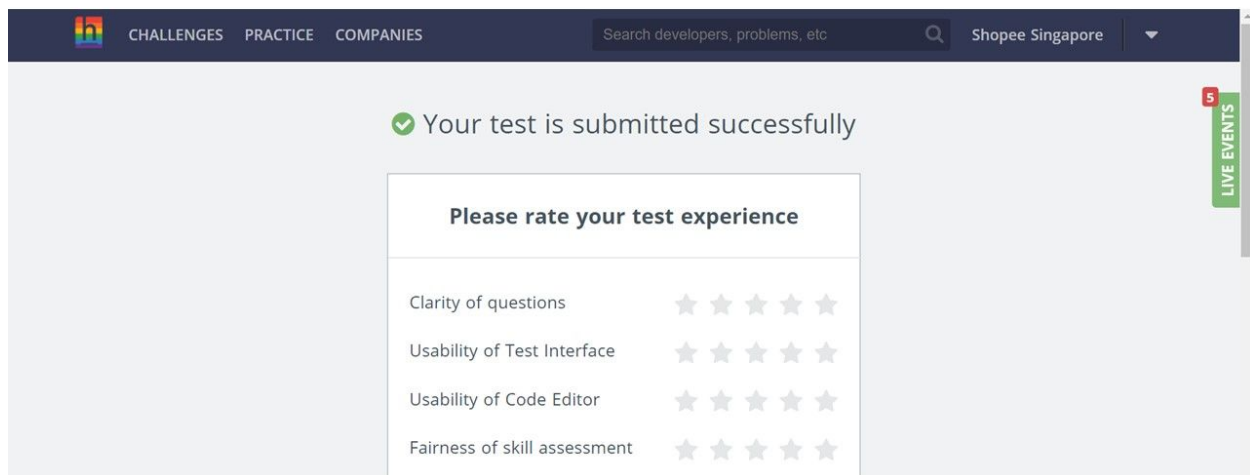 h CHALLENGES PRACTICE COMPANIES Search developers, problems, etc Shopee Singapore
5
LIVE EVENTS
Your test is submitted successfully
Please rate your test experience
Clarity of questions
Usability of Test Interface
Usability of Code Editor
Fairness of skill assessment